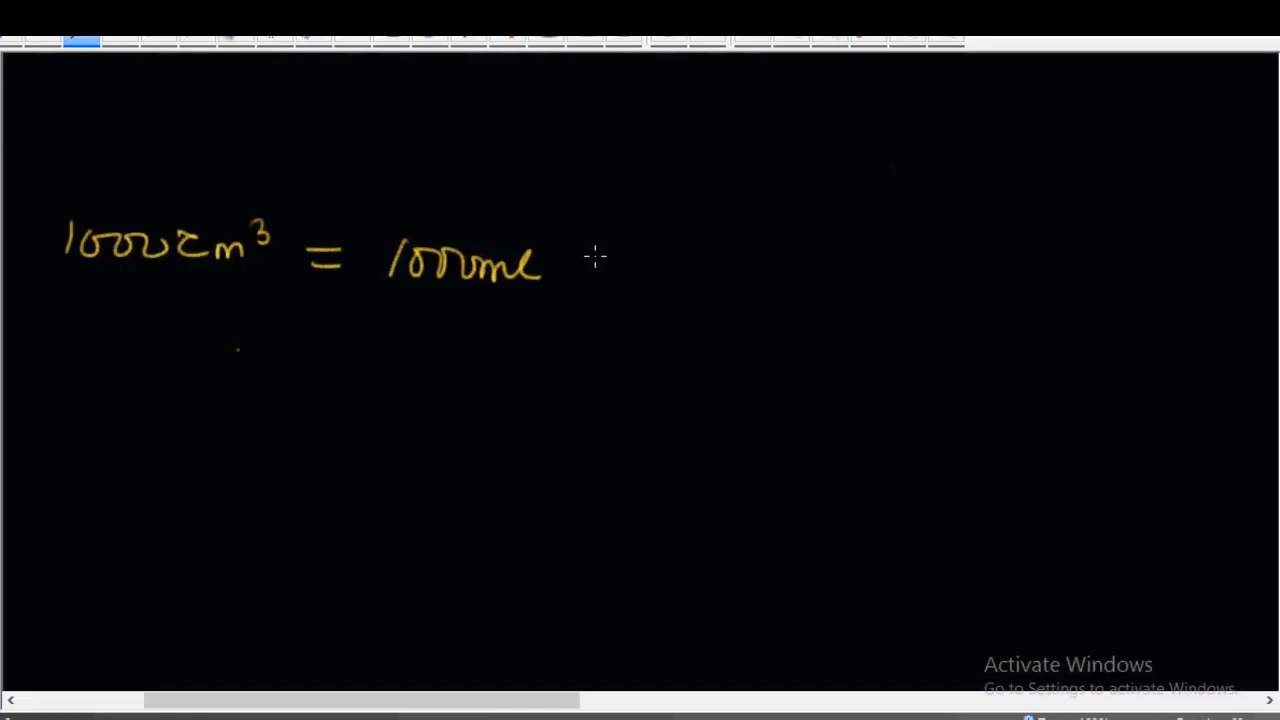 1000cm³ = 1000ml
Activate Windows
Go to Settings to activate Windows.